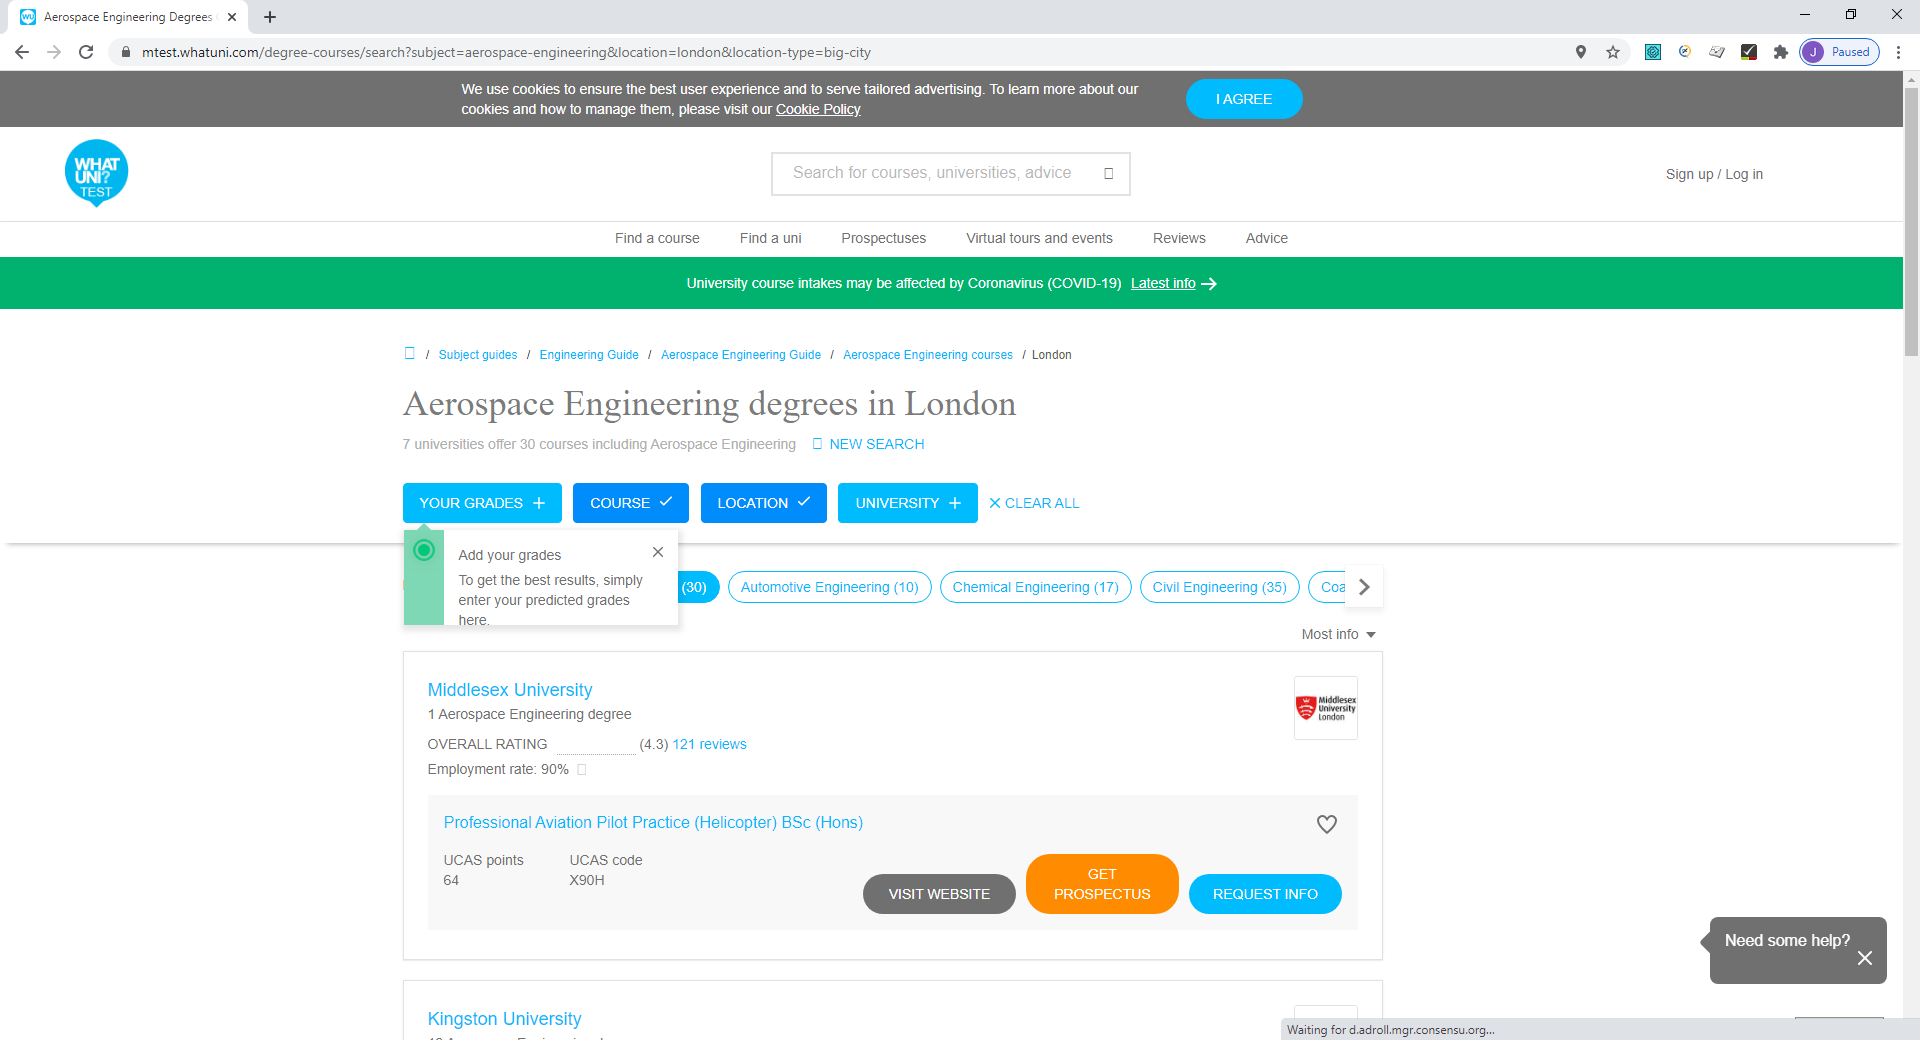 Aerospace Engineering Degrees
mtest.whatuni.com/degree-courses/search?subject=aerospace-engineering&location=london&location-type=big-city
J Paused
We use cookies to ensure the best user experience and to serve tailored advertising. To learn more about our
cookies and how to manage them, please visit our Cookie Policy
I AGREE
WHAT
UNI?
TEST
Search for courses, universities, advice
Sign up / Log in
Find a course
Find a uni
Prospectuses
Virtual tours and events
Reviews
Advice
University course intakes may be affected by Coronavirus (COVID-19) Latest info
/ Subject guides / Engineering Guide / Aerospace Engineering Guide / Aerospace Engineering courses / London
Aerospace Engineering degrees in London
7 universities offer 30 courses including Aerospace Engineering
NEW SEARCH
YOUR GRADES
COURSE
LOCATION
UNIVERSITY
CLEAR ALL
Add your grades
To get the best results, simply
enter your predicted grades
here.
(30)
Automotive Engineering (10)
Chemical Engineering (17)
Civil Engineering (35)
Coa
Most info
Middlesex University
1 Aerospace Engineering degree
OVERALL RATING (4.3) 121 reviews
Employment rate: 90%
Middlesex
University
London
Professional Aviation Pilot Practice (Helicopter) BSc (Hons)
UCAS points
64
UCAS code
X90H
VISIT WEBSITE
GET
PROSPECTUS
REQUEST INFO
Need some help?
Kingston University
Waiting for d.adroll.mgr.consensu.org...